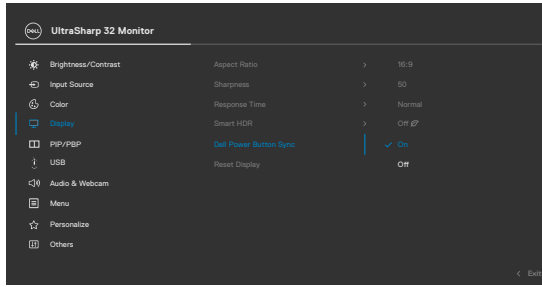 DELL UltraSharp 32 Monitor
Brightness/Contrast Aspect Ratio > 16:9
Input Source Sharpness > 50
Color Response Time > Normal
Display Smart HDR > Off
PIP/PBP Dell Power Button Sync ✓ On
USB Reset Display Off
Audio & Webcam
Menu
Personalize
Others
< Exit